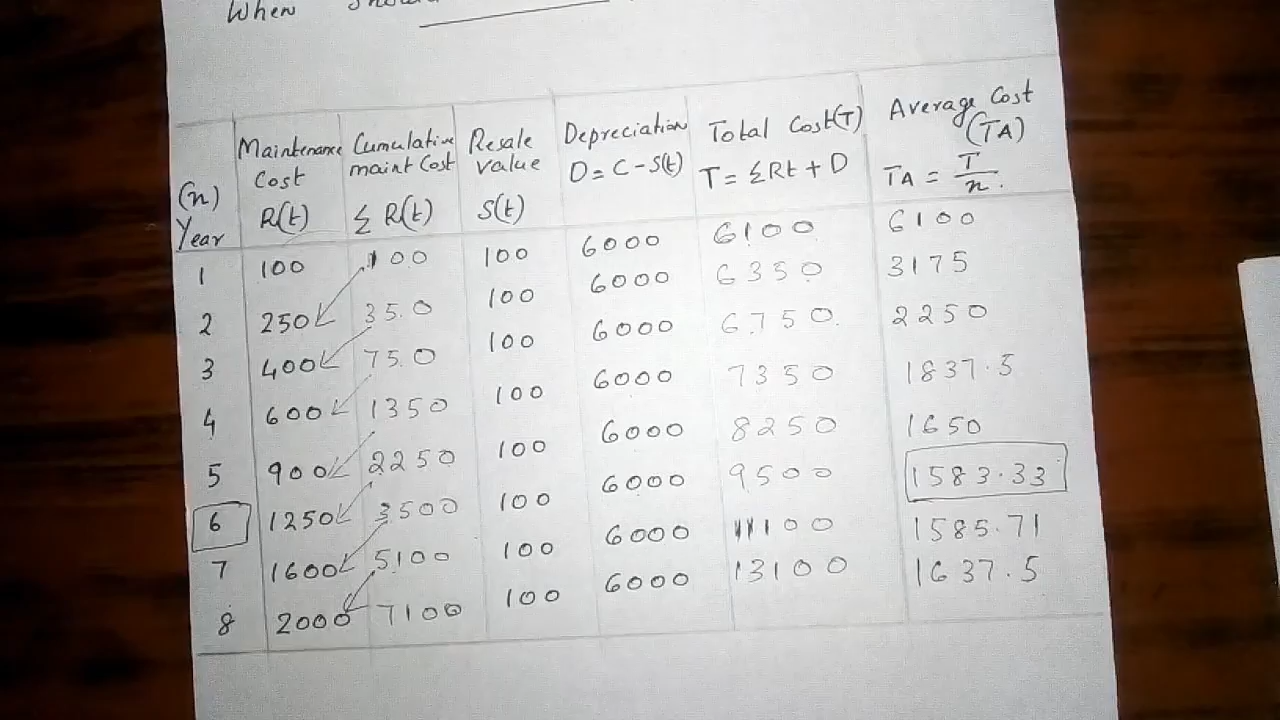 When
(n) Year Maintenance Cost R(t) Cumulative maint Cost Σ R(t) Resale value S(t) Depreciation D = C - S(t) Total Cost(T) T = ΣRt + D Average Cost (TA) TA = T/n.
1 100 100 100 6000 6100 6100
2 250 350 100 6000 6350 3175
3 400 750 100 6000 6750 2250
4 600 1350 100 6000 7350 1837.5
5 900 2250 100 6000 8250 1650
6 1250 3500 100 6000 9500 1583.33
7 1600 5100 100 6000 11100 1585.71
8 2000 7100 100 6000 13100 1637.5